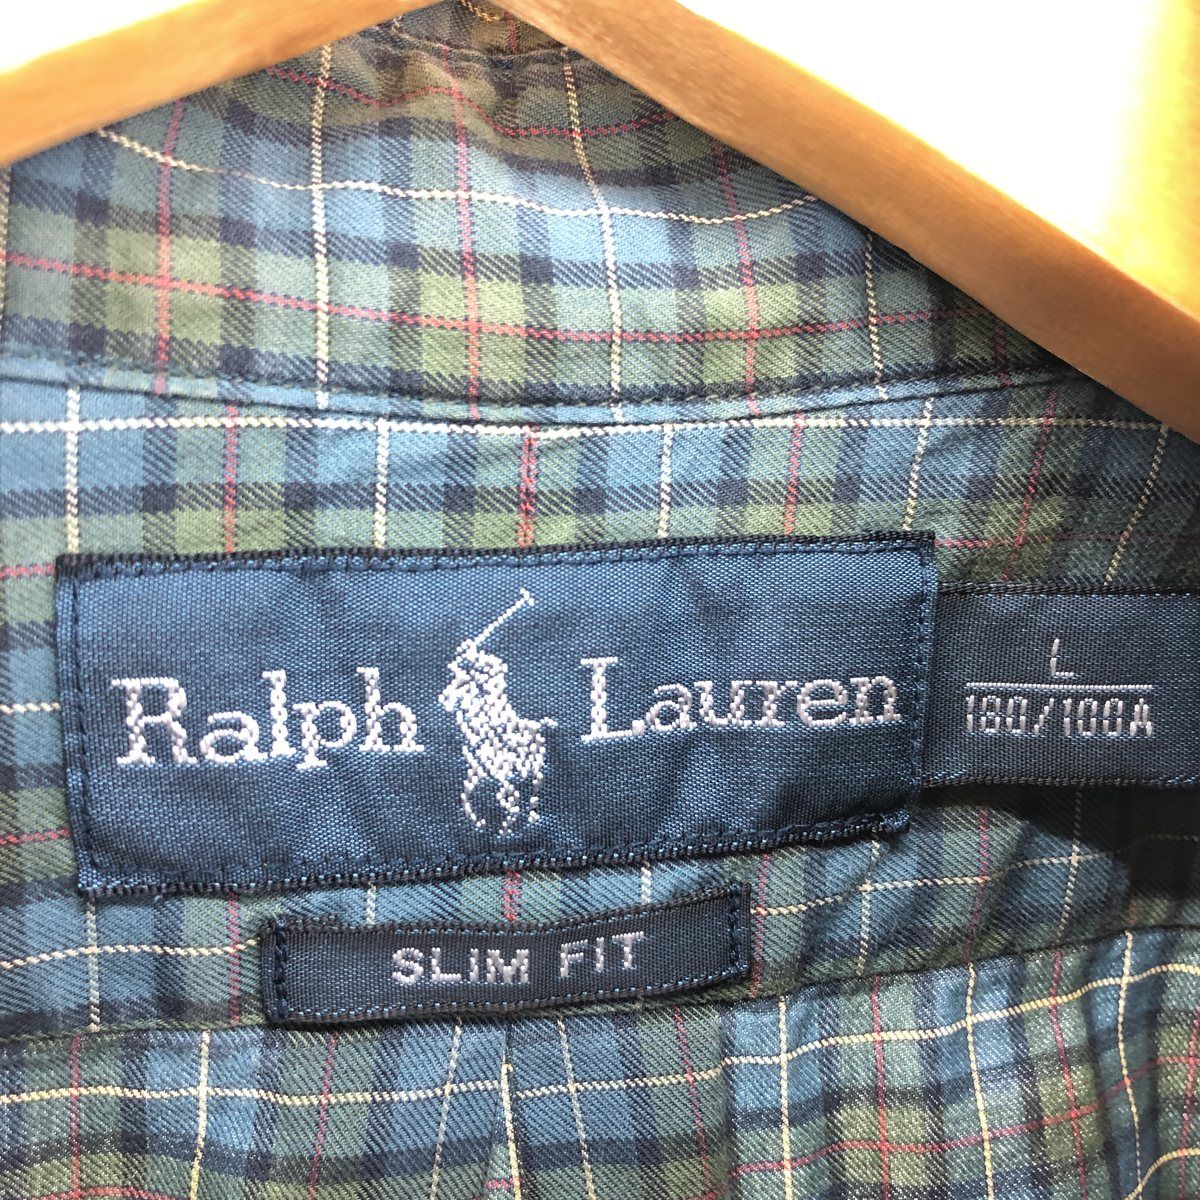 Ralph Lauren
L
180/100A
SLIM FIT